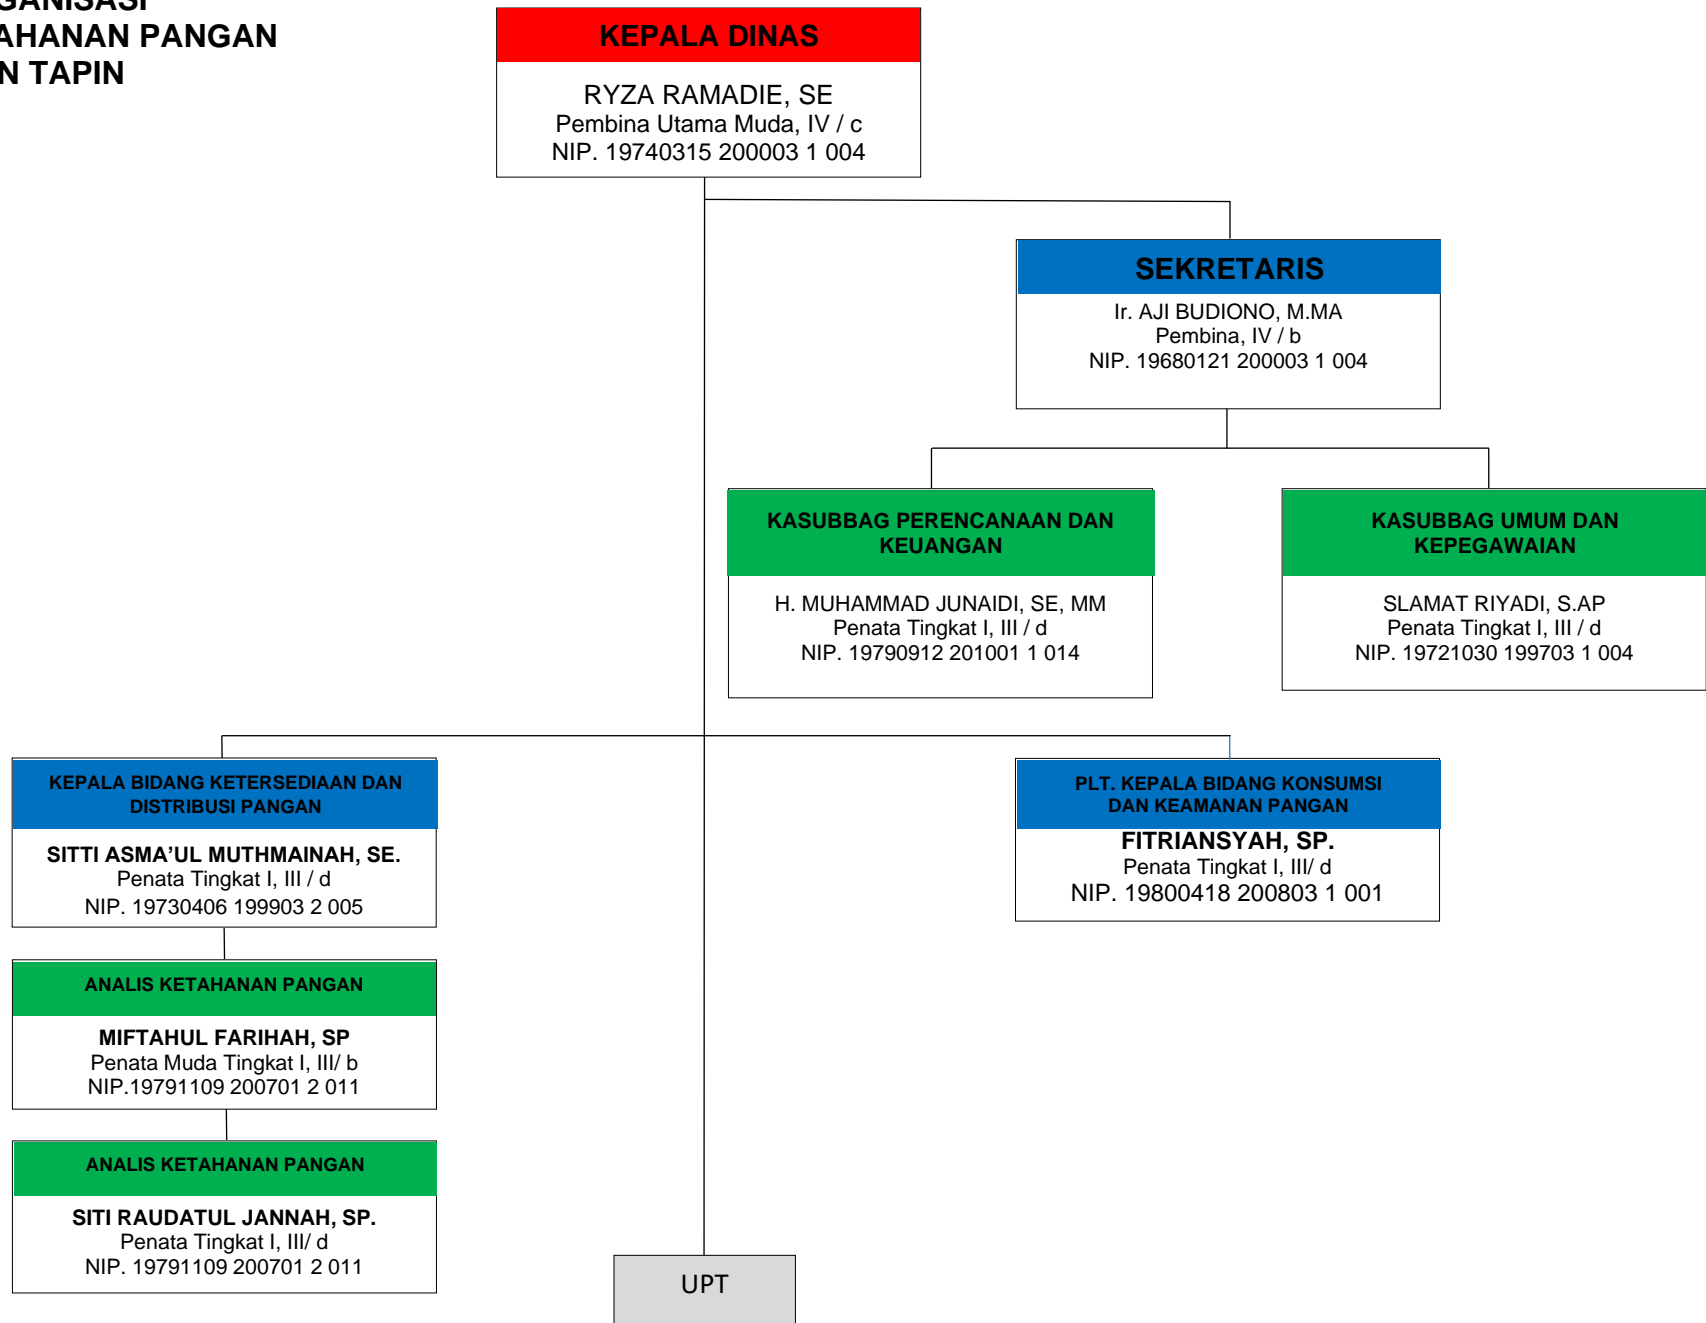 AHANAN PANGAN
N TAPIN
KEPALA DINAS
RYZA RAMADIE, SE
Pembina Utama Muda, IV / c
NIP. 19740315 200003 1 004
SEKRETARIS
Ir. AJI BUDIONO, M.MA
Pembina, IV / b
NIP. 19680121 200003 1 004
KASUBBAG PERENCANAAN DAN
KEUANGAN
H. MUHAMMAD JUNAIDI, SE, MM
Penata Tingkat I, III / d
NIP. 19790912 201001 1 014
KASUBBAG UMUM DAN
KEPEGAWAIAN
SLAMAT RIYADI, S.AP
Penata Tingkat I, III / d
NIP. 19721030 199703 1 004
KEPALA BIDANG KETERSEDIAAN DAN
DISTRIBUSI PANGAN
SITTI ASMA’UL MUTHMAINAH, SE.
Penata Tingkat I, III / d
NIP. 19730406 199903 2 005
PLT. KEPALA BIDANG KONSUMSI
DAN KEAMANAN PANGAN
FITRIANSYAH, SP.
Penata Tingkat I, III/ d
NIP. 19800418 200803 1 001
ANALIS KETAHANAN PANGAN
MIFTAHUL FARIHAH, SP
Penata Muda Tingkat I, III/ b
NIP.19791109 200701 2 011
ANALIS KETAHANAN PANGAN
SITI RAUDATUL JANNAH, SP.
Penata Tingkat I, III/ d
NIP. 19791109 200701 2 011
UPT